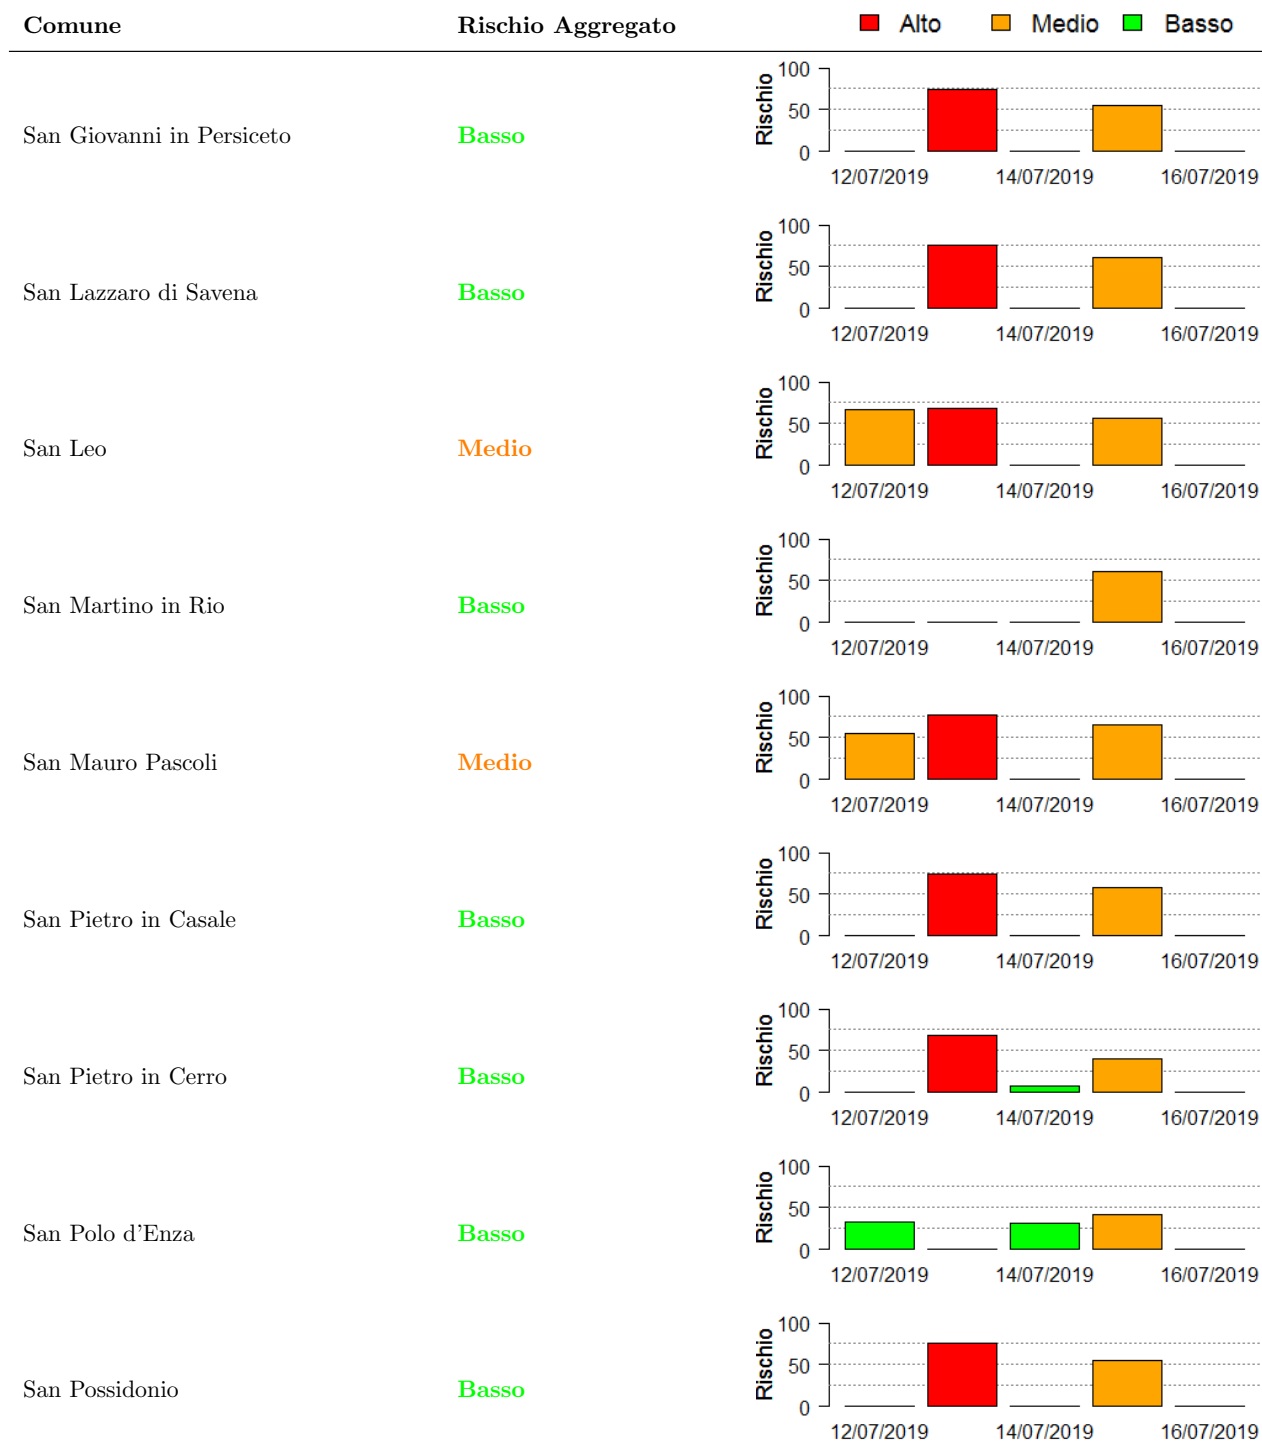 Comune Rischio Aggregato Alto Medio Basso
San Giovanni in Persiceto Basso Rischio 100 50 0
12/07/2019 14/07/2019 16/07/2019
San Lazzaro di Savena Basso Rischio 100 50 0
12/07/2019 14/07/2019 16/07/2019
San Leo Medio Rischio 100 50 0
12/07/2019 14/07/2019 16/07/2019
San Martino in Rio Basso Rischio 100 50 0
12/07/2019 14/07/2019 16/07/2019
San Mauro Pascoli Medio Rischio 100 50 0
12/07/2019 14/07/2019 16/07/2019
San Pietro in Casale Basso Rischio 100 50 0
12/07/2019 14/07/2019 16/07/2019
San Pietro in Cerro Basso Rischio 100 50 0
12/07/2019 14/07/2019 16/07/2019
San Polo d'Enza Basso Rischio 100 50 0
12/07/2019 14/07/2019 16/07/2019
San Possidonio Basso Rischio 100 50 0
12/07/2019 14/07/2019 16/07/2019